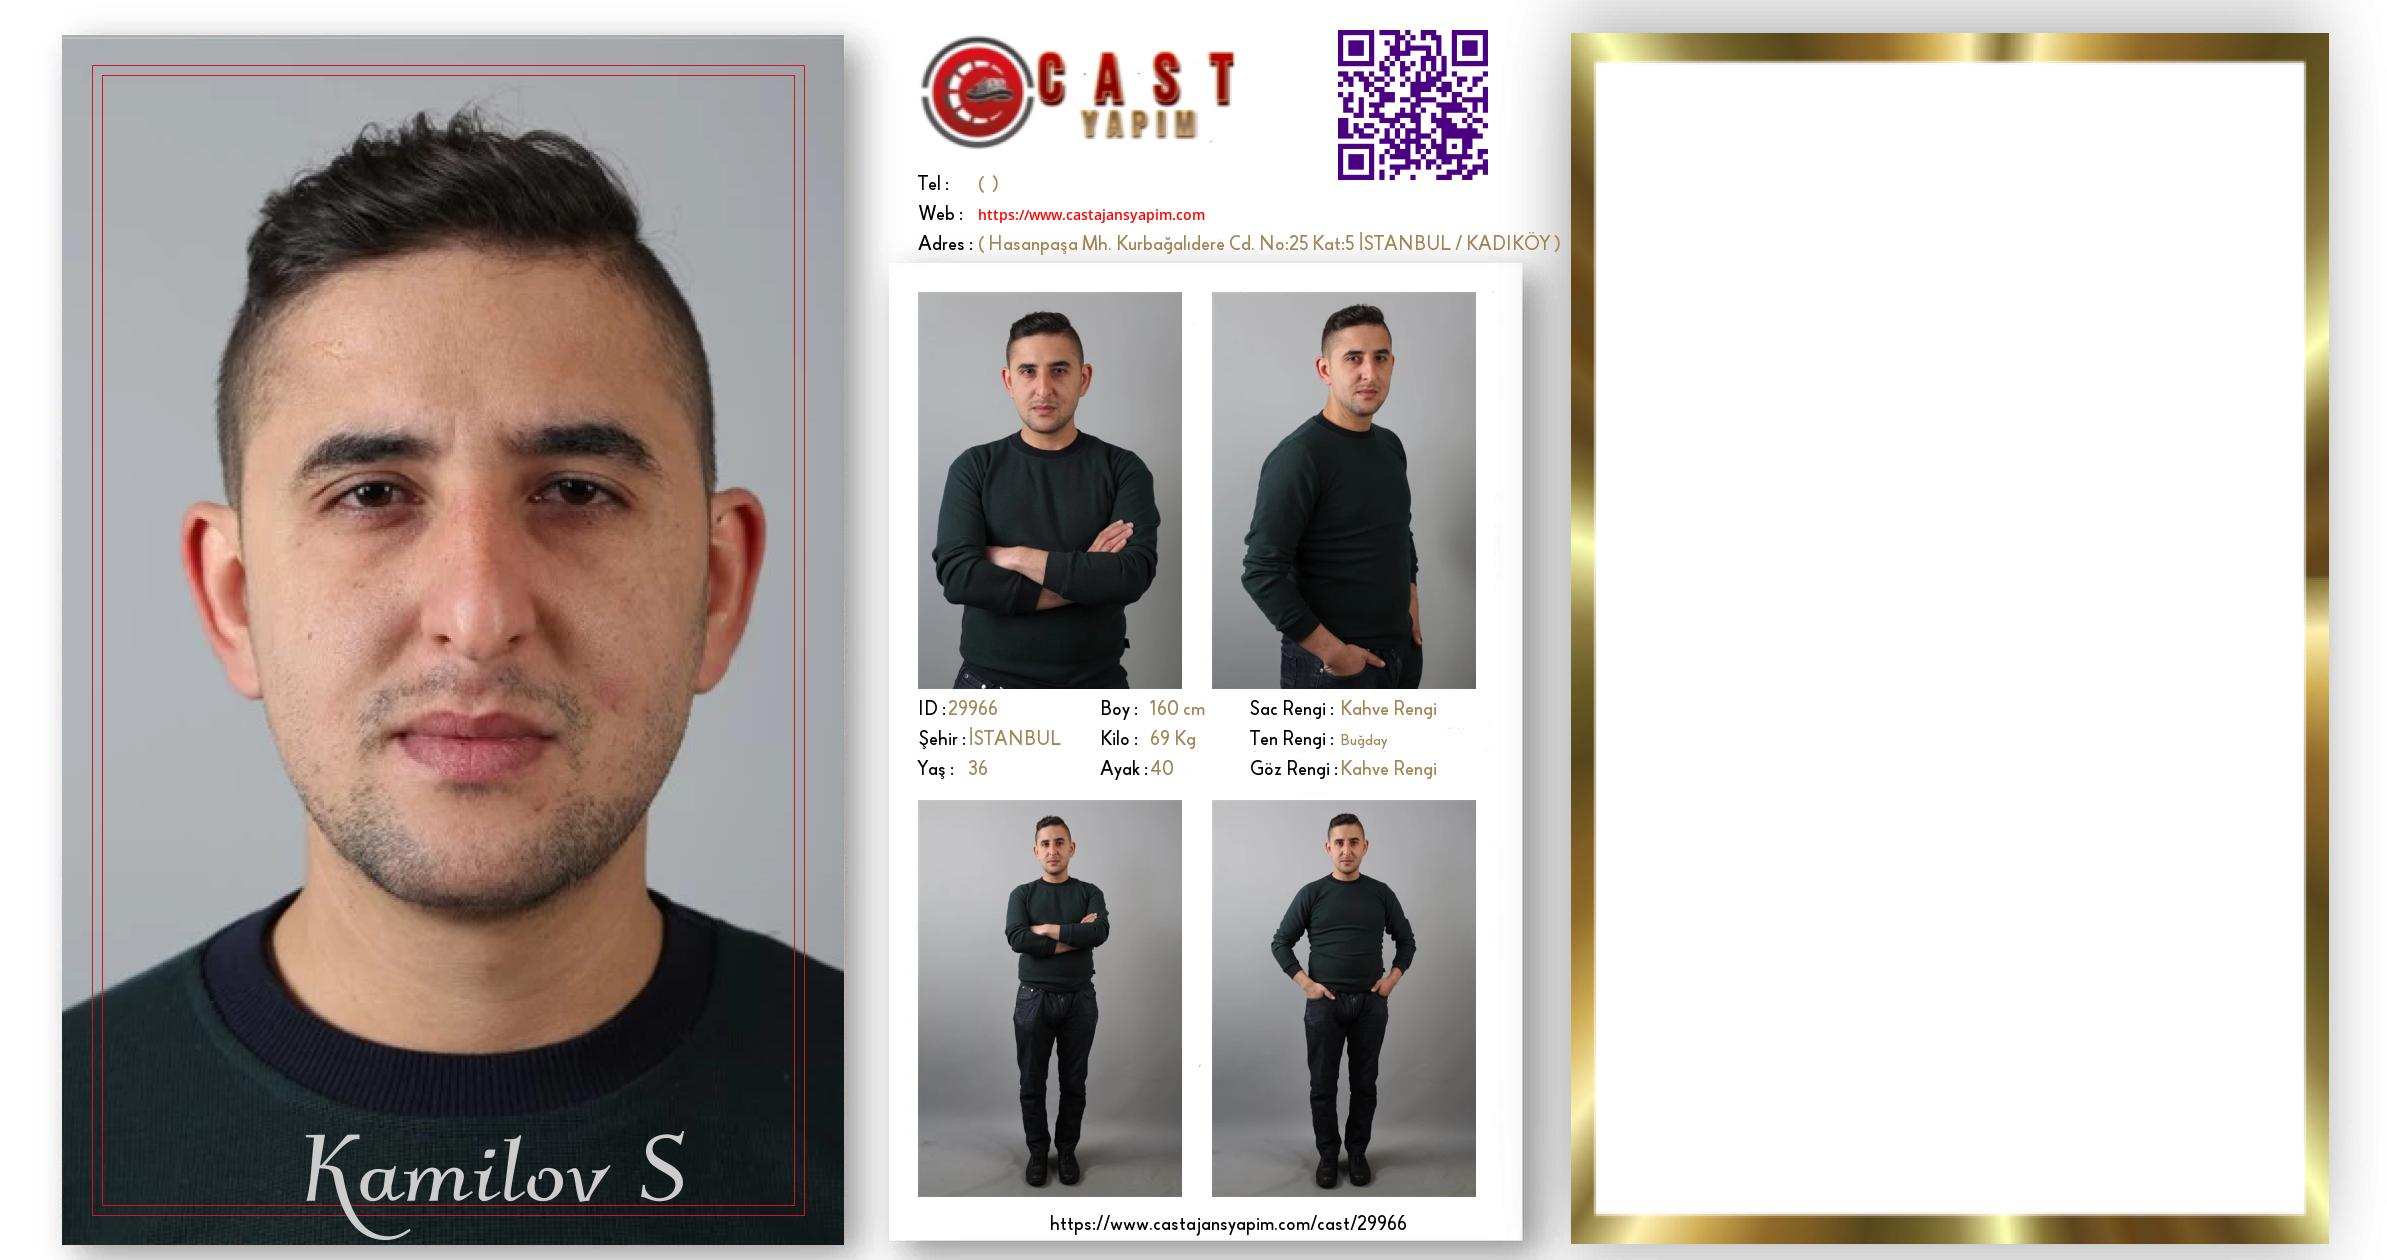 Kamilov S
CAST
YAPIM
Tel : ( )
Web : https://www.castajansyapim.com
Adres : ( Hasanpaşa Mh. Kurbağalıdere Cd. No:25 Kat:5 İSTANBUL / KADIKÖY )
ID : 29966 Boy : 160 cm Sac Rengi : Kahve Rengi
Şehir : İSTANBUL Kilo : 69 Kg Ten Rengi : Buğday
Yaş : 36 Ayak : 40 Göz Rengi : Kahve Rengi
https://www.castajansyapim.com/cast/29966